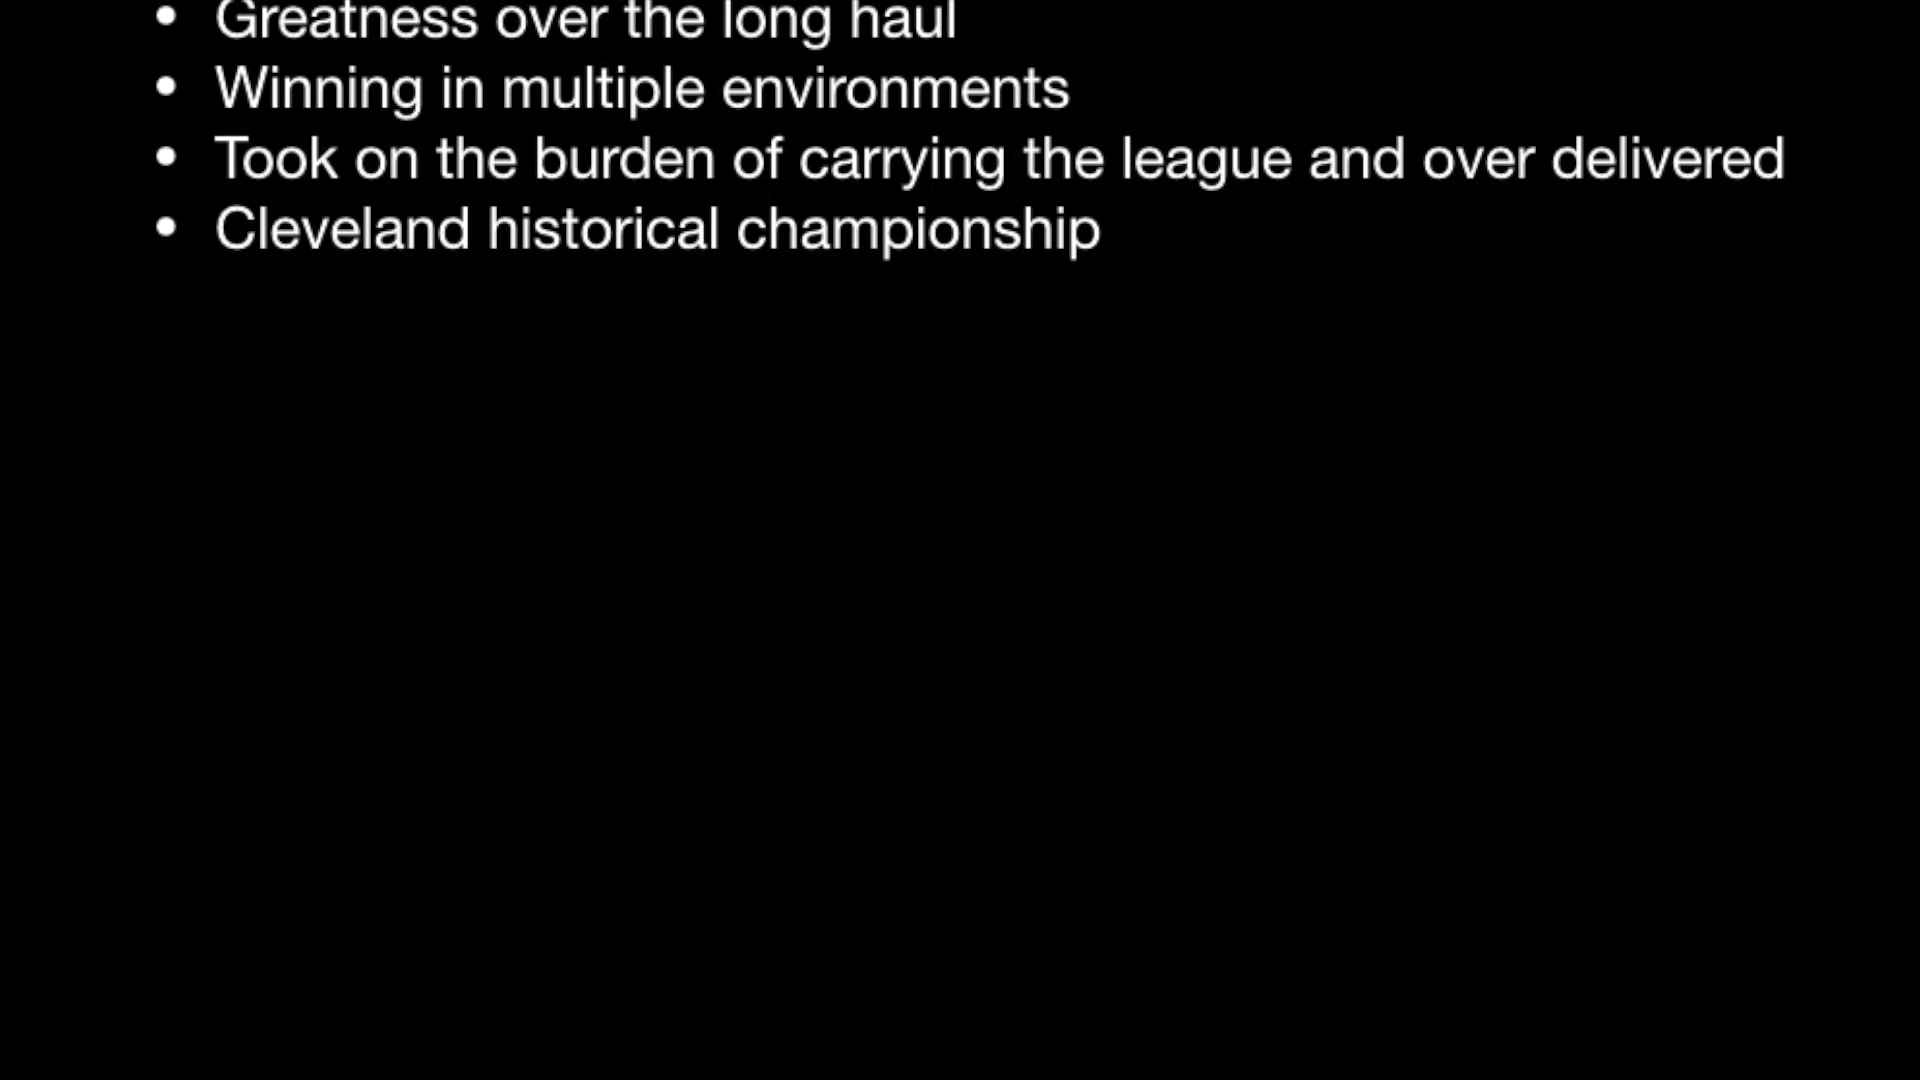 • Greatness over the long haul
• Winning in multiple environments
• Took on the burden of carrying the league and over delivered
• Cleveland historical championship